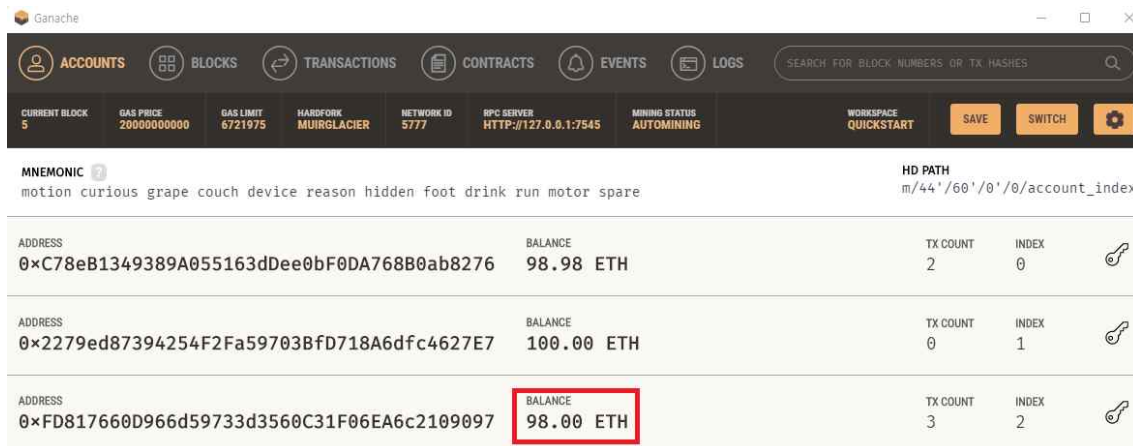 Ganache
ACCOUNTS BLOCKS TRANSACTIONS CONTRACTS EVENTS LOGS SEARCH FOR BLOCK NUMBERS OR TX HASHES
CURRENT BLOCK GAS PRICE GAS LIMIT HARDFORK NETWORK ID RPC SERVER MINING STATUS WORKSPACE
5 20000000000 6721975 MUIRGLACIER 5777 HTTP://127.0.0.1:7545 AUTOMINING QUICKSTART SAVE SWITCH
MNEMONIC ? HD PATH
motion curious grape couch device reason hidden foot drink run motor spare m/44'/60'/0'/0/account_index
ADDRESS BALANCE TX COUNT INDEX
0×C78eB1349389A055163dDee0bF0DA768B0ab8276 98.98 ETH 2 0
ADDRESS BALANCE TX COUNT INDEX
0×2279ed87394254F2Fa59703BfD718A6dfc4627E7 100.00 ETH 0 1
ADDRESS BALANCE TX COUNT INDEX
0×FD817660D966d59733d3560C31F06EA6c2109097 98.00 ETH 3 2